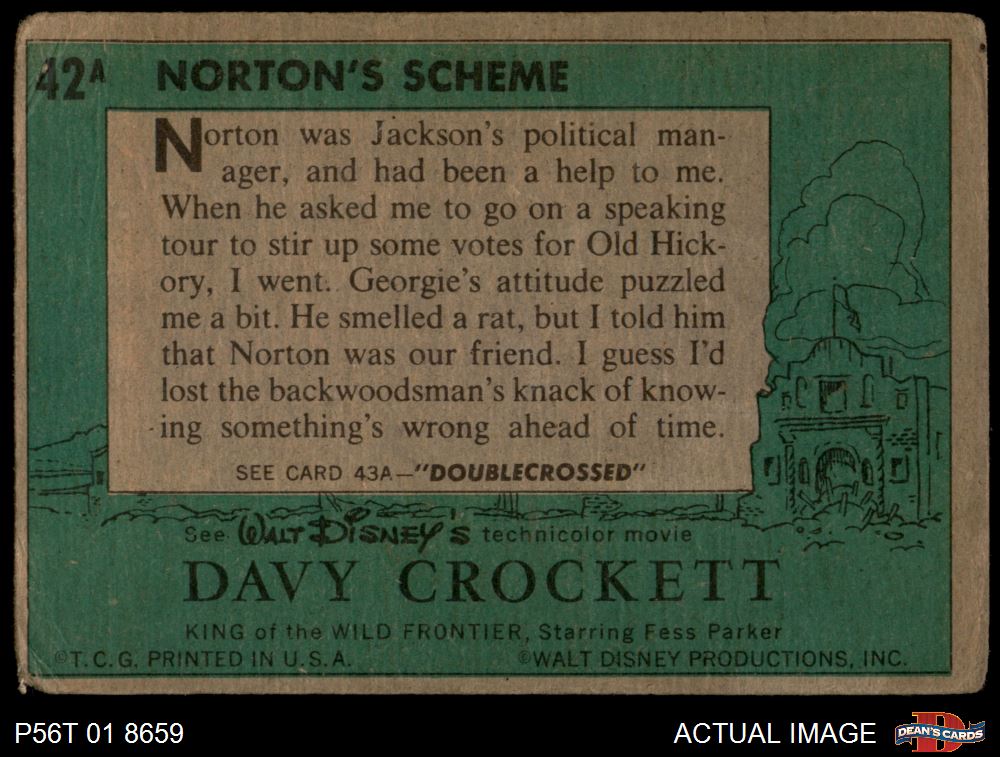 42A NORTON'S SCHEME
Norton was Jackson's political man-
ager, and had been a help to me.
When he asked me to go on a speaking
tour to stir up some votes for Old Hick-
ory, I went. Georgie's attitude puzzled
me a bit. He smelled a rat, but I told him
that Norton was our friend. I guess I'd
lost the backwoodsman's knack of know-
ing something's wrong ahead of time.
SEE CARD 43A—"DOUBLECROSSED"
See WALT DISNEY'S technicolor movie
DAVY CROCKETT
KING of the WILD FRONTIER, Starring Fess Parker
©T.C.G. PRINTED IN U.S.A. ©WALT DISNEY PRODUCTIONS, INC.
P56T 01 8659 ACTUAL IMAGE D DEAN'S CARDS